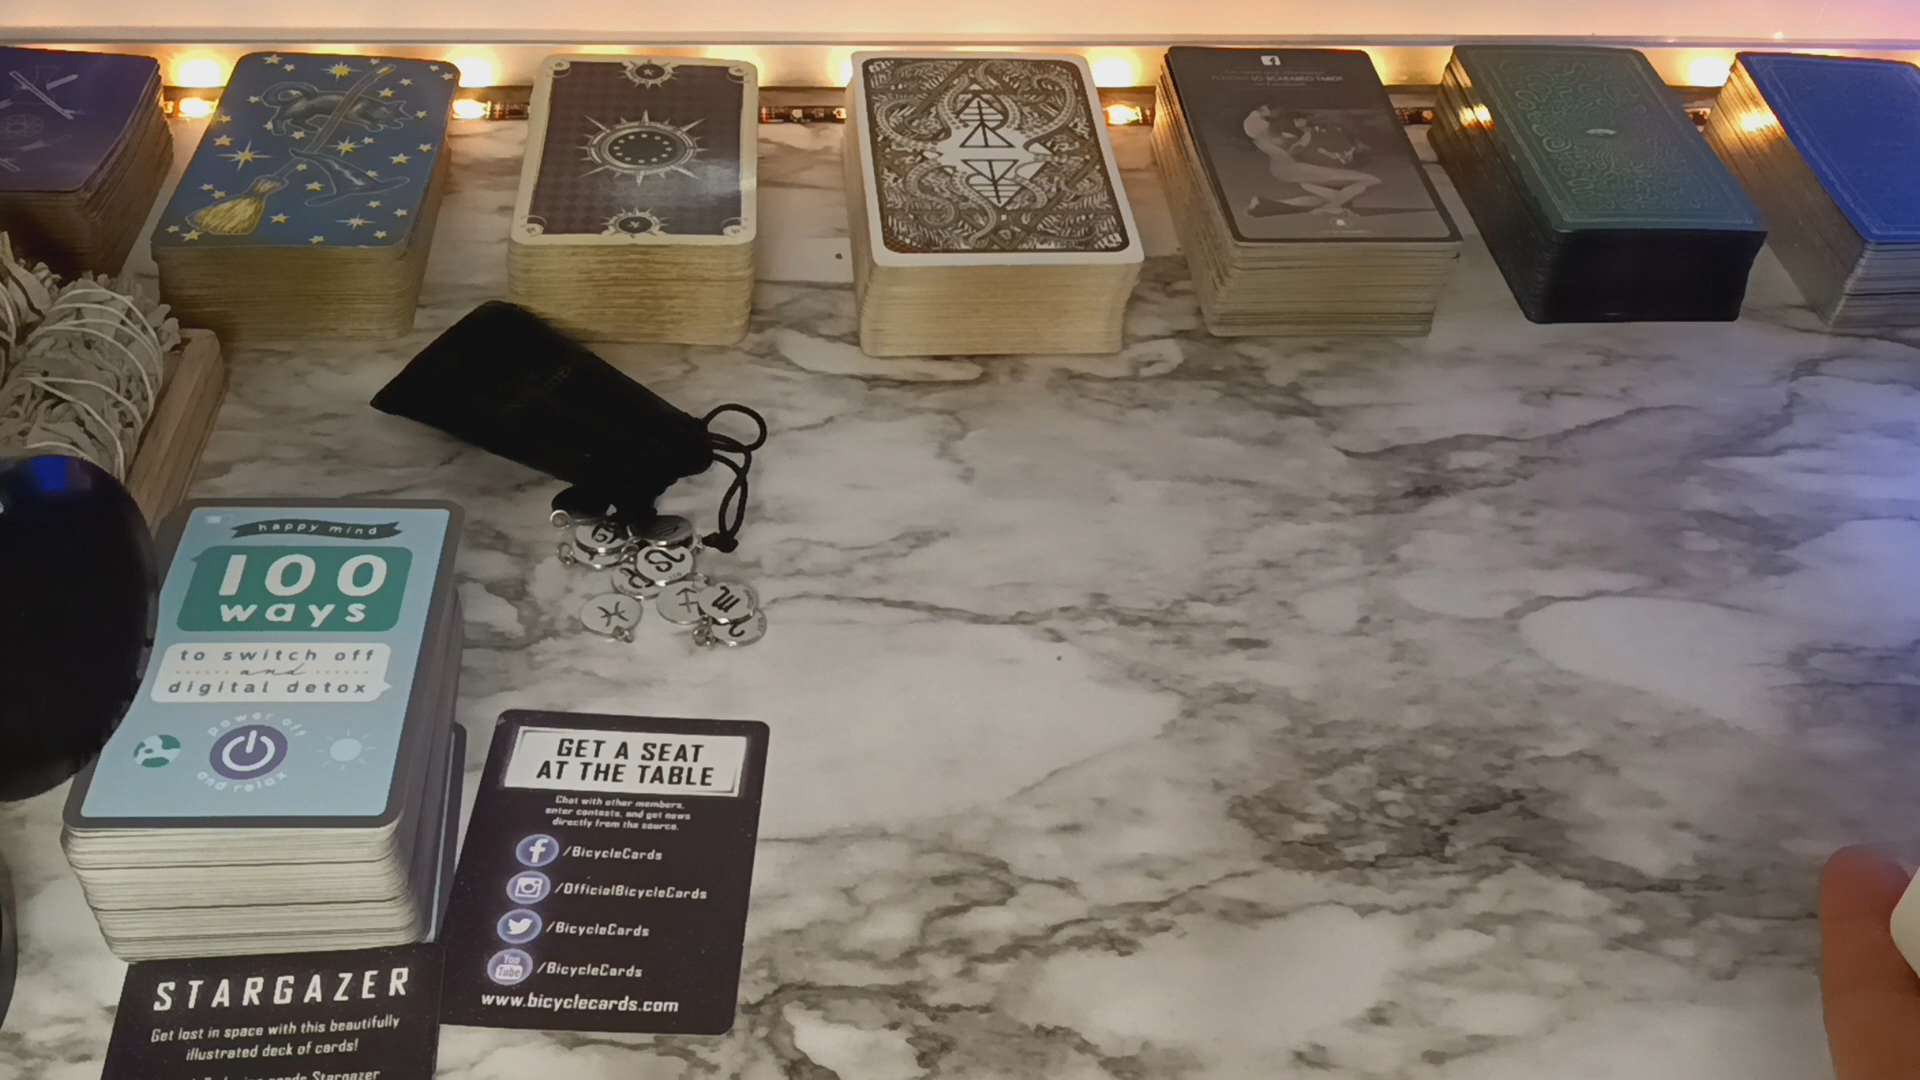 happy mind
100
ways
to switch off
and
digital detox
power off
and relax
GET A SEAT
AT THE TABLE
Chat with other members,
enter contests, and get news
directly from the source.
/BicycleCards
/OfficialBicycleCards
/BicycleCards
You
Tube
/BicycleCards
www.bicyclecards.com
STARGAZER
Get lost in space with this beautifully
illustrated deck of cards!
cards Stargazer